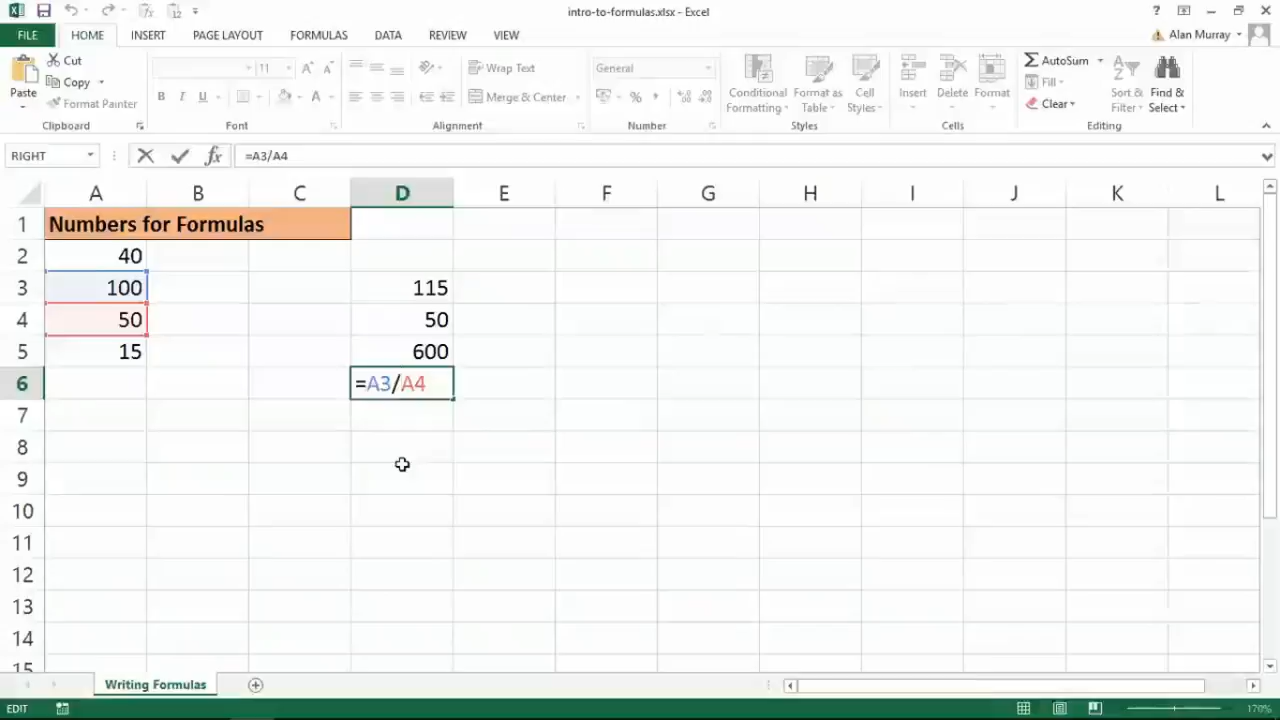 intro-to-formulas.xlsx - Excel
FILE HOME INSERT PAGE LAYOUT FORMULAS DATA REVIEW VIEW Alan Murray
Paste Cut Copy Format Painter
Clipboard
11 A A B I U A
Font
Wrap Text
Merge & Center
Alignment
General
%
Number
Conditional Formatting Format as Table Cell Styles
Styles
Insert Delete Format
Cells
AutoSum
Fill
Clear
Sort & Filter Find & Select
Editing
RIGHT fx =A3/A4
A B C D E F G H I J K L
1 Numbers for Formulas
2 40
3 100 115
4 50 50
5 15 600
6 =A3/A4
7
8
9
10
11
12
13
14
15
Writing Formulas
EDIT 170%